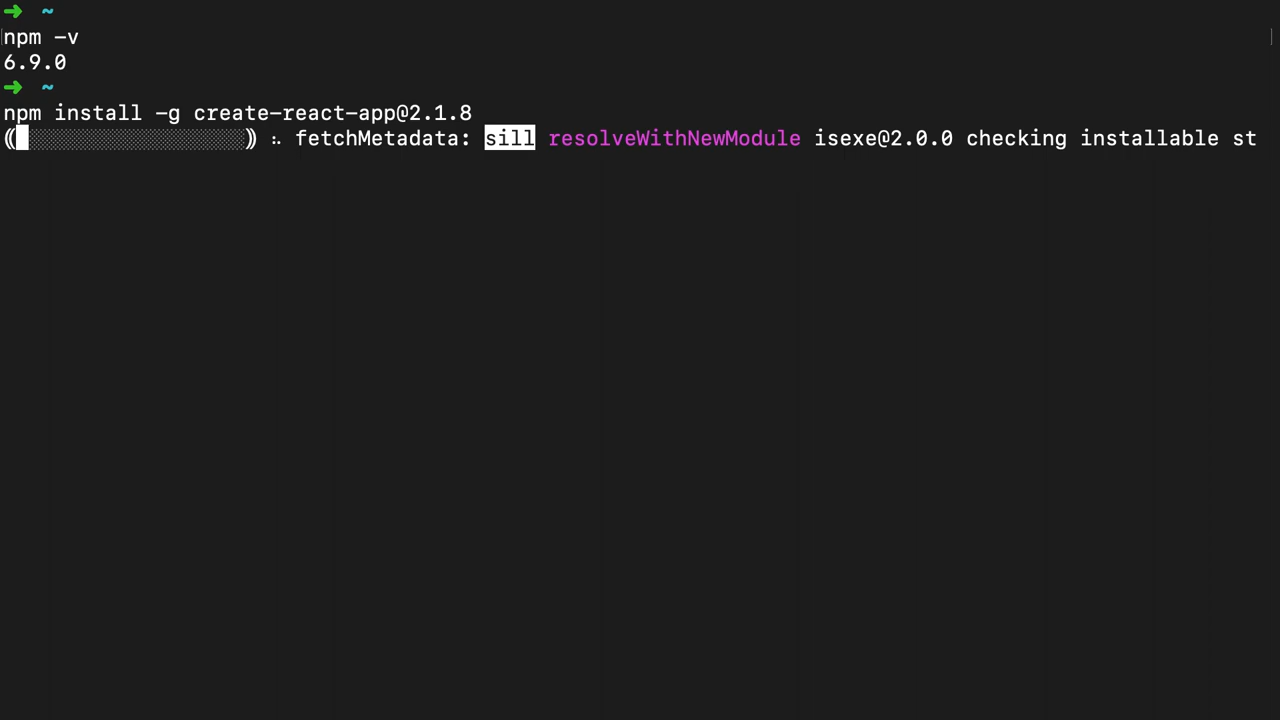 ➜ ~
npm -v
6.9.0
➜ ~
npm install -g create-react-app@2.1.8
(░░░░░░░░░░░░░░░░░░) ⠦ fetchMetadata: sill resolveWithNewModule isexe@2.0.0 checking installable st